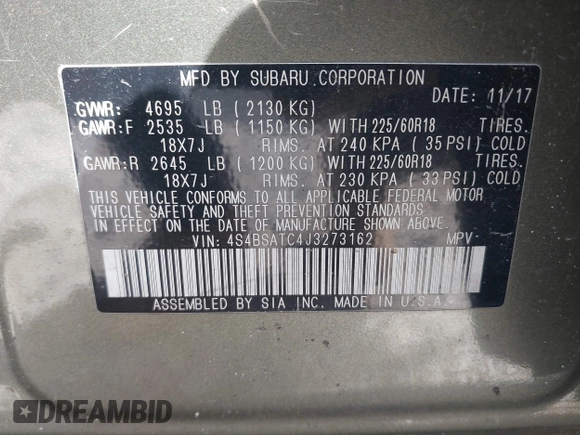 MFD BY SUBARU CORPORATION
DATE: 11/17
GVWR: 4695 LB ( 2130 KG)
GAWR:F 2535 LB ( 1150 KG) WITH 225/60R18 TIRES.
18X7J RIMS. AT 240 KPA ( 35 PSI) COLD
GAWR:R 2645 LB ( 1200 KG) WITH 225/60R18 TIRES.
18X7J RIMS. AT 230 KPA ( 33 PSI) COLD
THIS VEHICLE CONFORMS TO ALL APPLICABLE FEDERAL MOTOR
VEHICLE SAFETY AND THEFT PREVENTION STANDARDS
IN EFFECT ON THE DATE OF MANUFACTURE SHOWN ABOVE.
VIN: 4S4BSATC4J3273162 MPV
ASSEMBLED BY SIA INC. MADE IN U.S.A.
DREAMBID